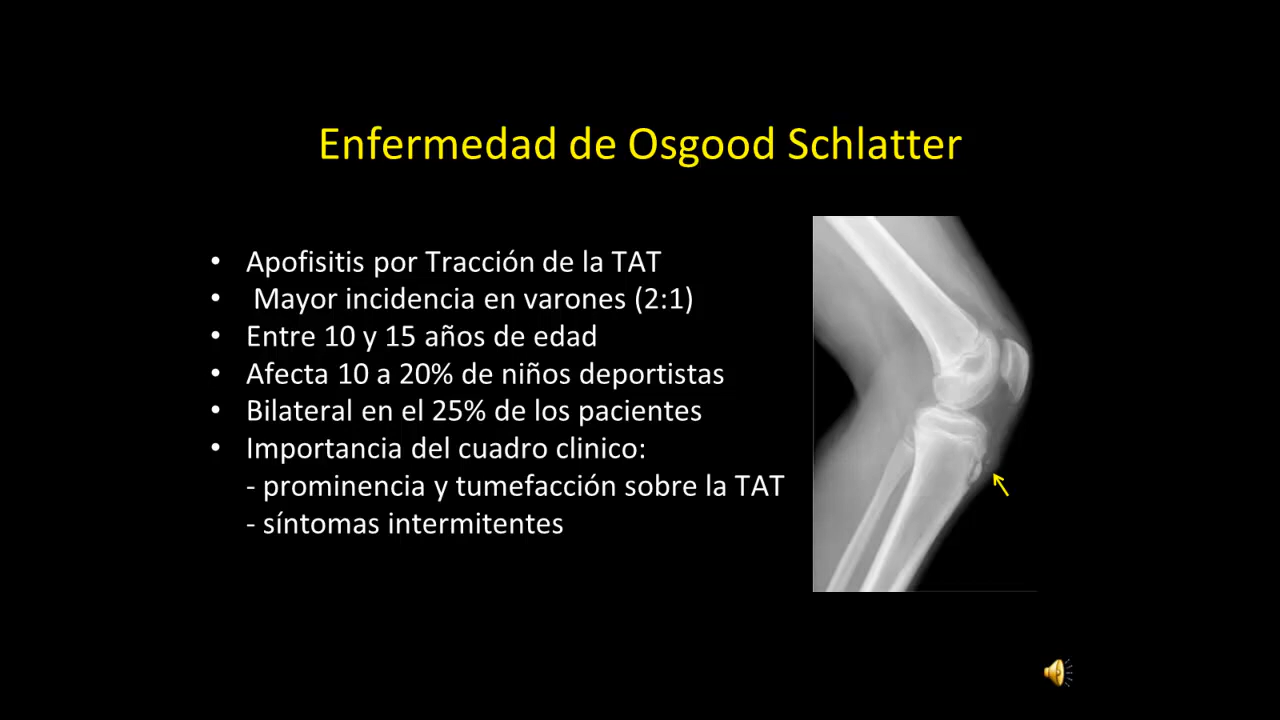 Enfermedad de Osgood Schlatter
• Apofisitis por Tracción de la TAT
• Mayor incidencia en varones (2:1)
• Entre 10 y 15 años de edad
• Afecta 10 a 20% de niños deportistas
• Bilateral en el 25% de los pacientes
• Importancia del cuadro clinico:
- prominencia y tumefacción sobre la TAT
- síntomas intermitentes